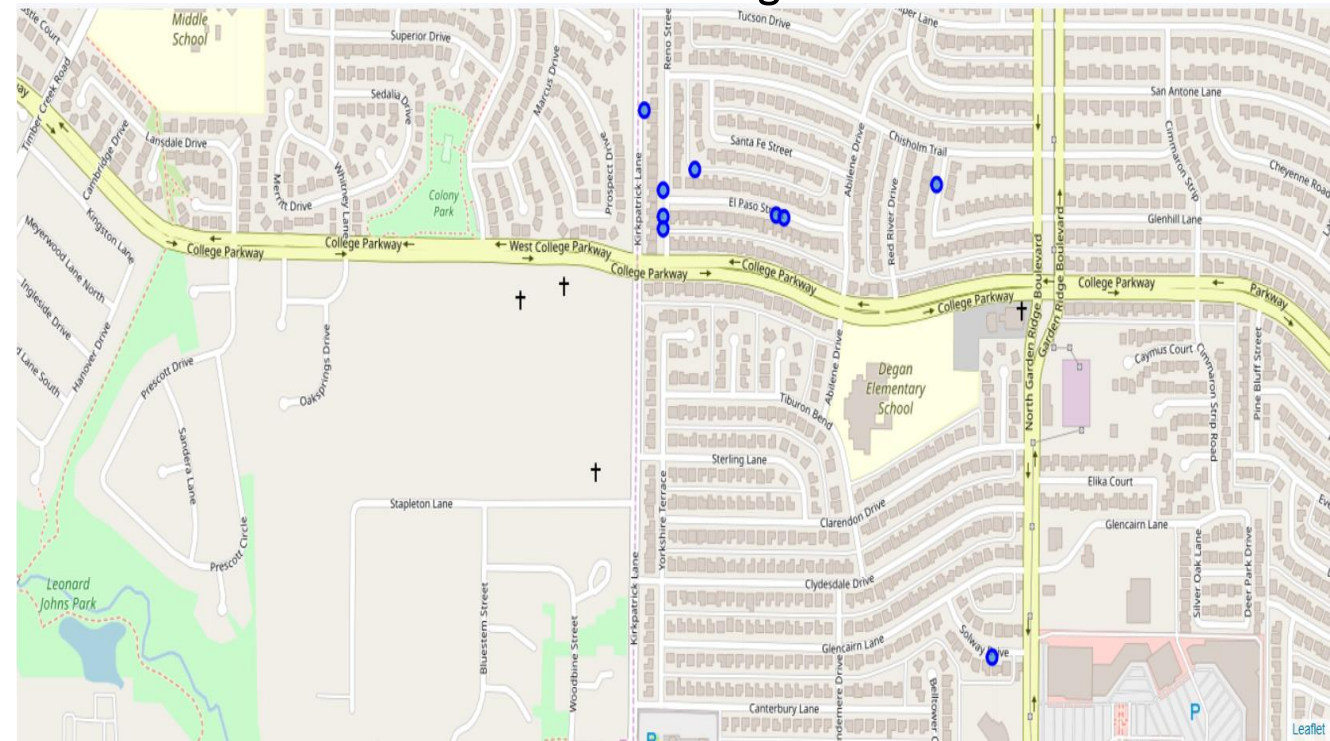 Middle
School
Superior Drive
Tucson Drive
Reno Street
San Antone Lane
Timber Creek Road
Sedalia Drive
Marcus Drive
Lansdale Drive
Cambridge Drive
Whitney Lane
Colony
Park
Prospect Drive
Kirkpatrick Lane
Santa Fe Street
Abilene Drive
Chisholm Trail
Cimmaron Strip
Cheyenne Road
El Paso
Red River Drive
Glenhill Lane
Kingston Lane
Meyerwood Lane North
College Parkway
College Parkway
West College Parkway
College Parkway
College Parkway
College Parkway
College Parkway
Parkway
North Garden Ridge Boulevard
Garden Ridge Boulevard
Ingleside Drive
Hanover Drive
Lane South
Prescott Drive
Oaksprings Drive
Abilene Drive
Degan
Elementary
School
Caymus Court
Cimmaron Strip Road
Pine Bluff Street
Tiburon Bend
Sandera Lane
Sterling Lane
Elika Court
Stapleton Lane
Yorkshire Terrace
Clarendon Drive
Glencairn Lane
Prescott Circle
Leonard
Johns Park
Kirkpatrick Lane
Clydesdale Drive
Silver Oak Lane
Deer Park Drive
Bluestem Street
Woodbine Street
Glencairn Lane
Solway Drive
Canterbury Lane
P
P
Leaflet